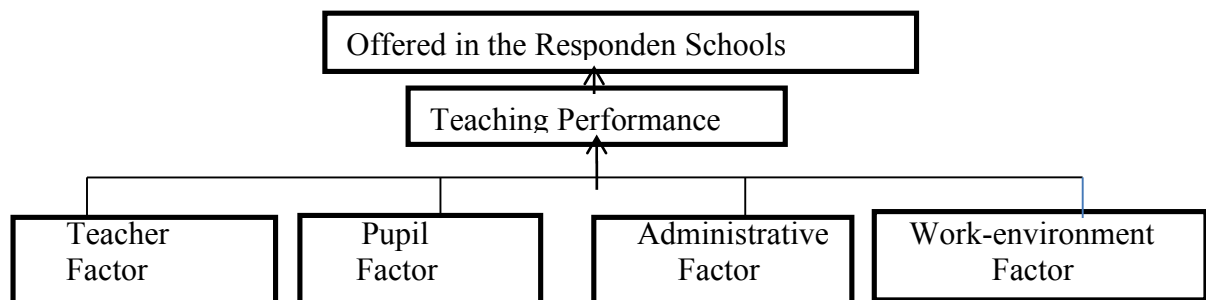 Offered in the Responden Schools
Teaching Performance
Teacher
Factor
Pupil
Factor
Administrative
Factor
Work-environment
Factor